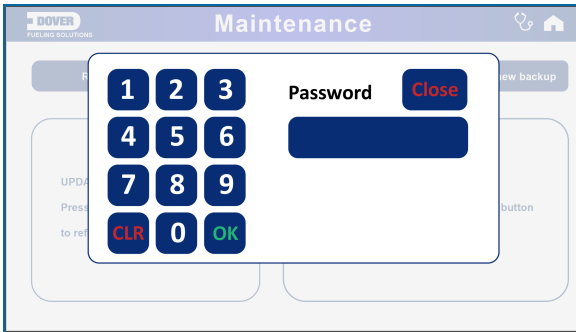 DOVER
FUELING SOLUTIONS
Maintenance
R
ew backup
1 2 3
Password
Close
4 5 6
7 8 9
CLR 0 OK
UPDA
Press
to ref
button